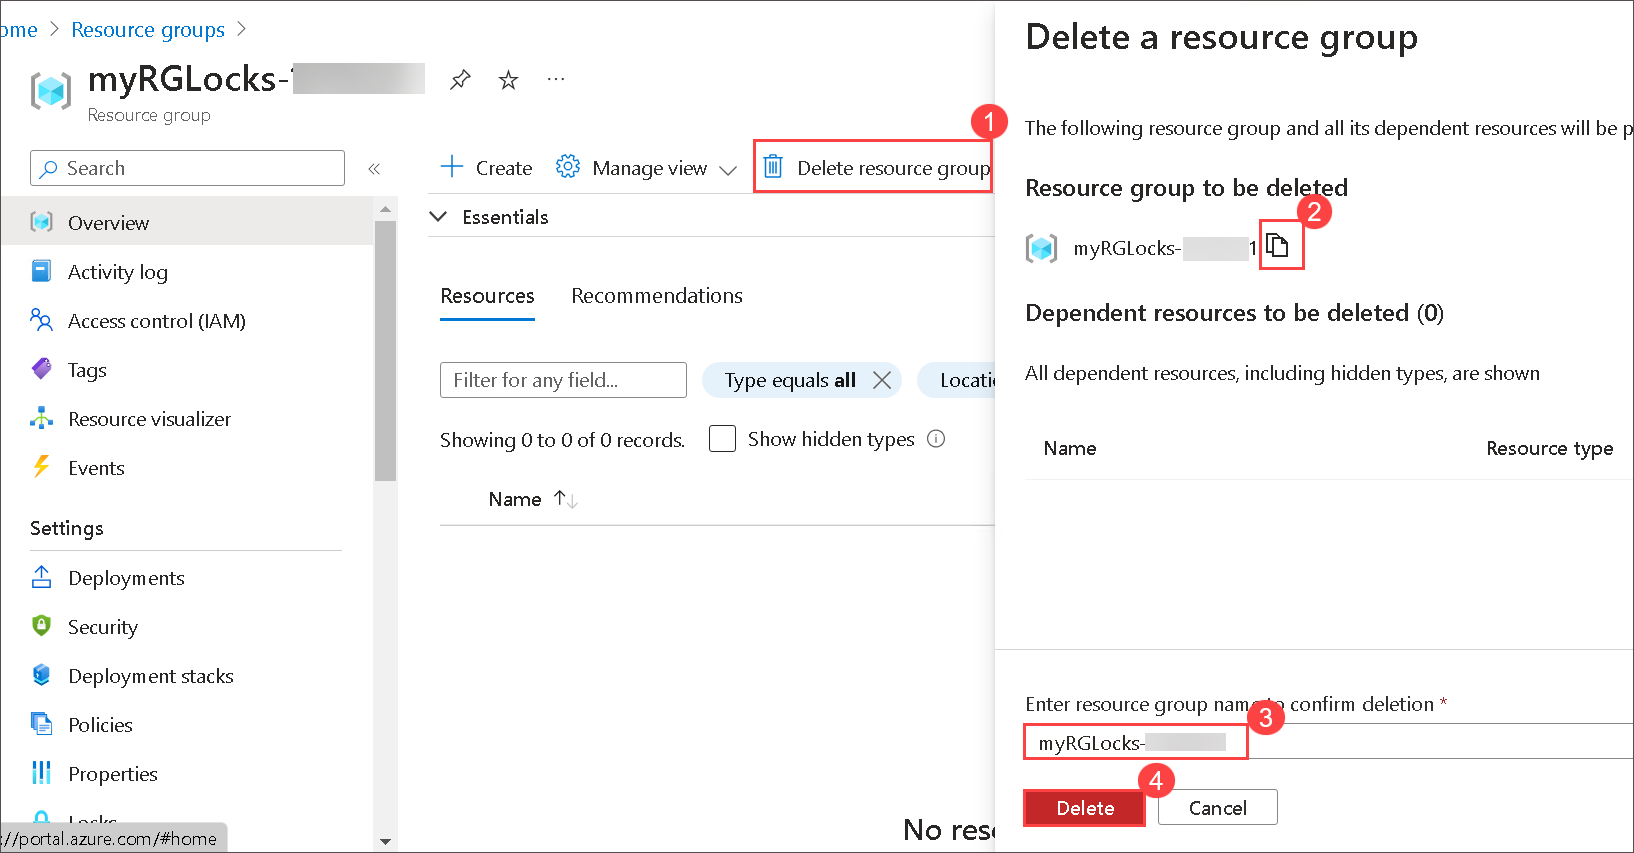 ome > Resource groups >
myRGLocks-
Resource group
Search
«
Overview
Activity log
Access control (IAM)
Tags
Resource visualizer
Events
Settings
Deployments
Security
Deployment stacks
Policies
Properties
Locks
://portal.azure.com/#home
Create
Manage view
Delete resource group
1
Essentials
Resources
Recommendations
Filter for any field...
Type equals all
Locati
Showing 0 to 0 of 0 records.
Show hidden types
Name ↑↓
No res
Delete a resource group
The following resource group and all its dependent resources will be p
Resource group to be deleted
2
myRGLocks- 1
Dependent resources to be deleted (0)
All dependent resources, including hidden types, are shown
Name
Resource type
Enter resource group name to confirm deletion *
3
myRGLocks-
4
Delete
Cancel